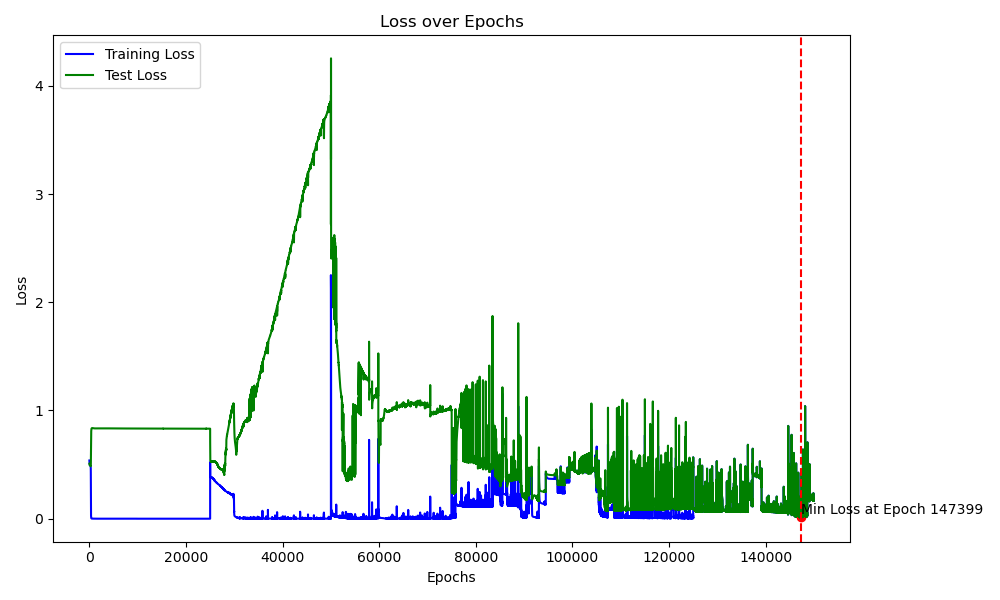 Loss over Epochs
Training Loss
Test Loss
4
3
2
1
0
Loss
Min Loss at Epoch 147399
0 20000 40000 60000 80000 100000 120000 140000
Epochs